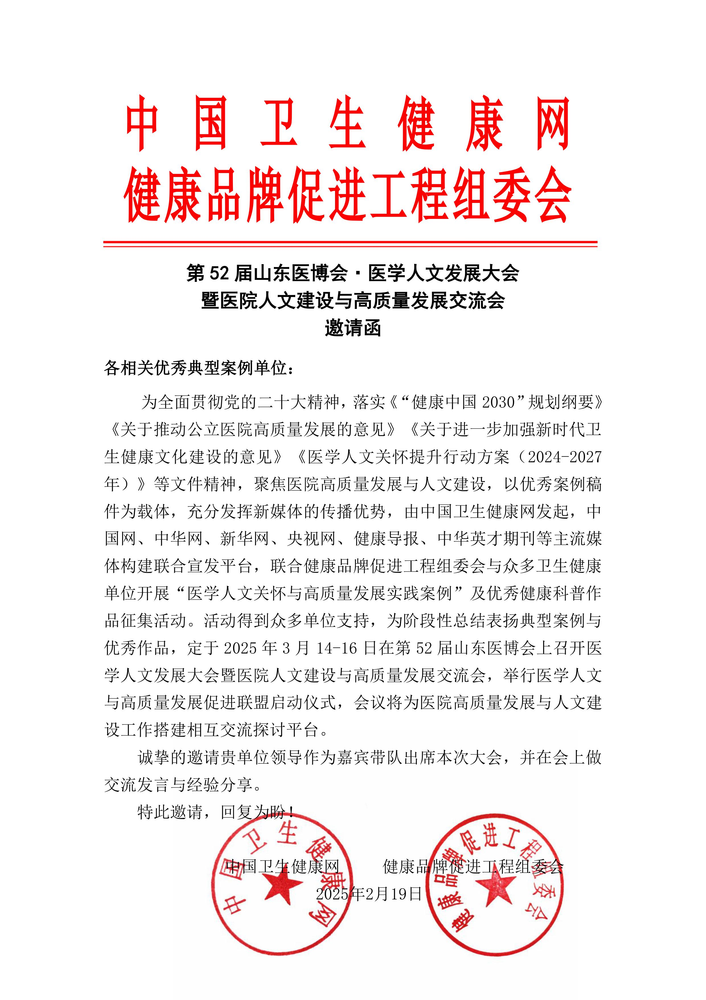 中国卫生健康网
健康品牌促进工程组委会
第 52 届山东医博会·医学人文发展大会
暨医院人文建设与高质量发展交流会
邀请函
各相关优秀典型案例单位：
为全面贯彻党的二十大精神，落实《“健康中国 2030”规划纲要》
《关于推动公立医院高质量发展的意见》《关于进一步加强新时代卫
生健康文化建设的意见》《医学人文关怀提升行动方案（2024-2027
年）》等文件精神，聚焦医院高质量发展与人文建设，以优秀案例稿
件为载体，充分发挥新媒体的传播优势，由中国卫生健康网发起，中
国网、中华网、新华网、央视网、健康导报、中华英才期刊等主流媒
体构建联合宣发平台，联合健康品牌促进工程组委会与众多卫生健康
单位开展“医学人文关怀与高质量发展实践案例”及优秀健康科普作
品征集活动。活动得到众多单位支持，为阶段性总结表扬典型案例与
优秀作品，定于 2025 年 3 月 14-16 日在第 52 届山东医博会上召开医
学人文发展大会暨医院人文建设与高质量发展交流会，举行医学人文
与高质量发展促进联盟启动仪式，会议将为医院高质量发展与人文建
设工作搭建相互交流探讨平台。
诚挚的邀请贵单位领导作为嘉宾带队出席本次大会，并在会上做
交流发言与经验分享。
特此邀请，回复为盼！
中国卫生健康网 健康品牌促进工程组委会
2025年2月19日
中国卫生健康网
健康品牌促进工程组委会